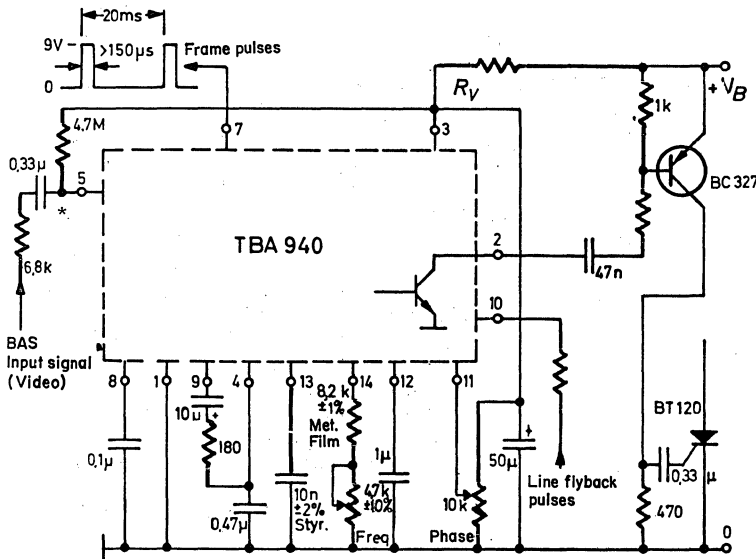 20ms
9V
>150µs
Frame pulses
0
R_V
+ V_B
1k
4,7M
7
3
0,33µ
5
*
BC 327
TBA 940
2
47n
6,8k
10
BAS
Input signal
(Video)
8
1
9
4
13
14
12
11
8,2 k
±1%
Met.
Film
10µ
+
180
BT 120
0,1µ
1µ
50µ
+
Line flyback
pulses
0,33
µ
10n
±2%
Styr.
4,7k
±10%
10k
470
0,47µ
Freq
Phase
0